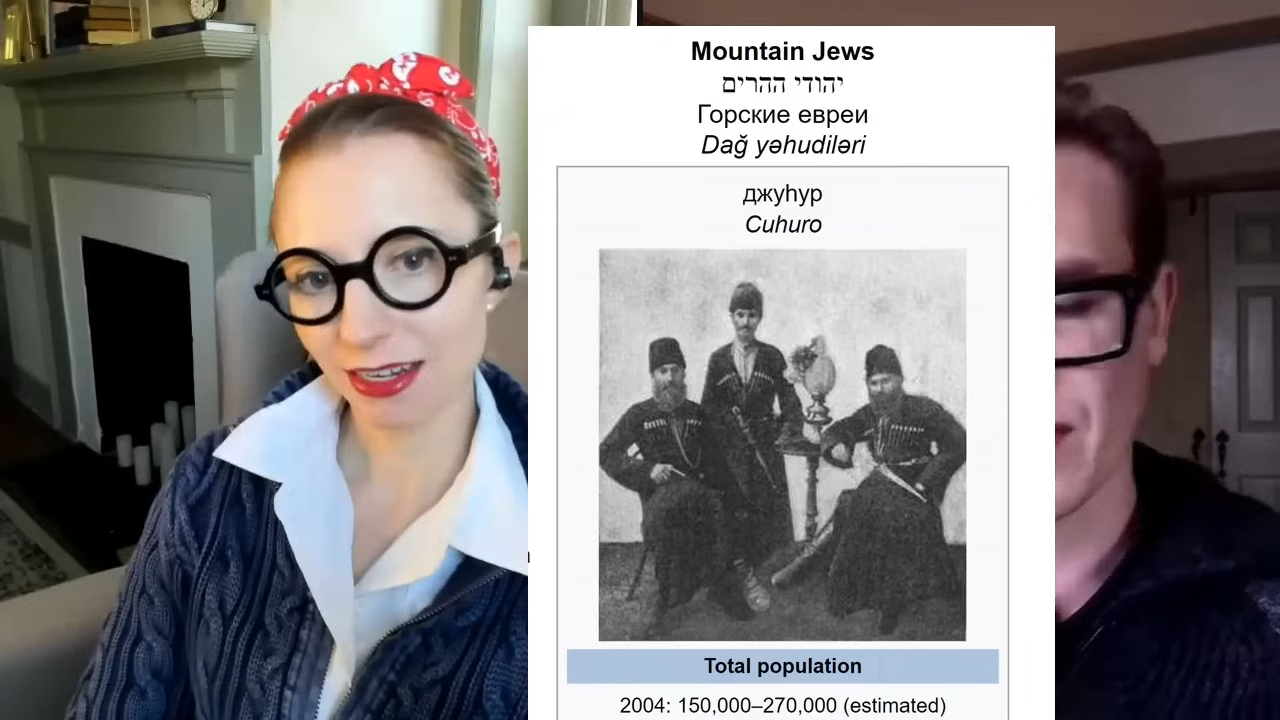 Mountain Jews
יהודי ההרים
Горские евреи
Dağ yəhudiləri
джуһур
Cuhuro
Total population
2004: 150,000–270,000 (estimated)